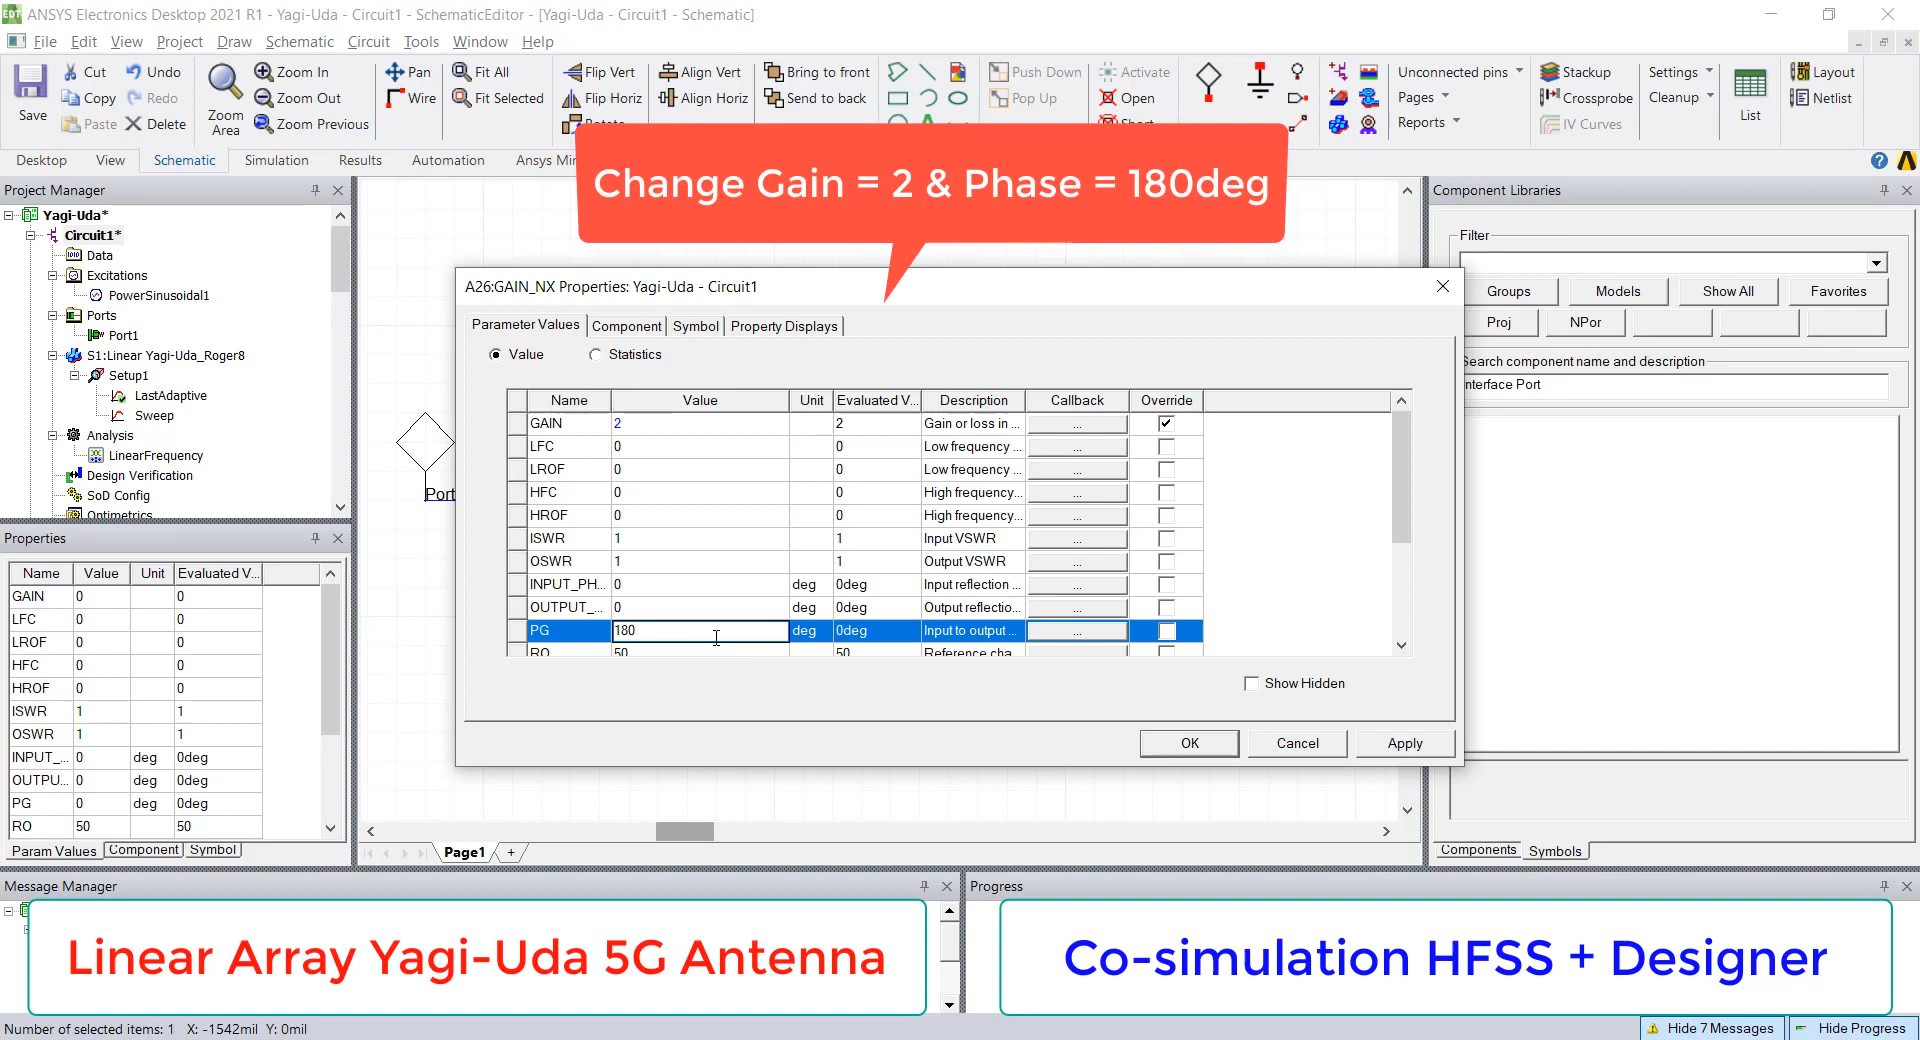 ANSYS Electronics Desktop 2021 R1 - Yagi-Uda - Circuit1 - SchematicEditor - [Yagi-Uda - Circuit1 - Schematic]
File Edit View Project Draw Schematic Circuit Tools Window Help
Save
Cut Undo
Copy Redo
Paste Delete
Zoom Area
Zoom In
Zoom Out
Zoom Previous
Pan
Wire
Fit All
Fit Selected
Flip Vert
Flip Horiz
Align Vert
Align Horiz
Bring to front
Send to back
Push Down
Pop Up
Activate
Open
Unconnected pins
Pages
Reports
Stackup
Crossprobe
IV Curves
Settings
Cleanup
List
Layout
Netlist
Desktop View Schematic Simulation Results Automation
Change Gain = 2 & Phase = 180deg
Project Manager
Yagi-Uda*
Circuit1*
Data
Excitations
PowerSinusoidal1
Ports
Port1
S1:Linear Yagi-Uda_Roger8
Setup1
LastAdaptive
Sweep
Analysis
LinearFrequency
Design Verification
SoD Config
Optimetrics
Port
A26:GAIN_NX Properties: Yagi-Uda - Circuit1
Parameter Values Component Symbol Property Displays
Value Statistics
Name Value Unit Evaluated V... Description Callback Override
GAIN 2 2 Gain or loss in ... ...
LFC 0 0 Low frequency ... ...
LROF 0 0 Low frequency ... ...
HFC 0 0 High frequency... ...
HROF 0 0 High frequency... ...
ISWR 1 1 Input VSWR ...
OSWR 1 1 Output VSWR ...
INPUT_PH... 0 deg 0deg Input reflection ... ...
OUTPUT_... 0 deg 0deg Output reflectio... ...
PG 180 deg 0deg Input to output ... ...
RO 50 50 Reference cha...
Show Hidden
OK Cancel Apply
Component Libraries
Filter
Groups Models Show All Favorites
Proj NPor
Search component name and description
nterface Port
Components Symbols
Properties
Name Value Unit Evaluated V...
GAIN 0 0
LFC 0 0
LROF 0 0
HFC 0 0
HROF 0 0
ISWR 1 1
OSWR 1 1
INPUT_... 0 deg 0deg
OUTPU... 0 deg 0deg
PG 0 deg 0deg
RO 50 50
Param Values Component Symbol
Page1 +
Message Manager
Progress
Linear Array Yagi-Uda 5G Antenna
Co-simulation HFSS + Designer
Number of selected items: 1 X: -1542mil Y: 0mil
Hide 7 Messages Hide Progress